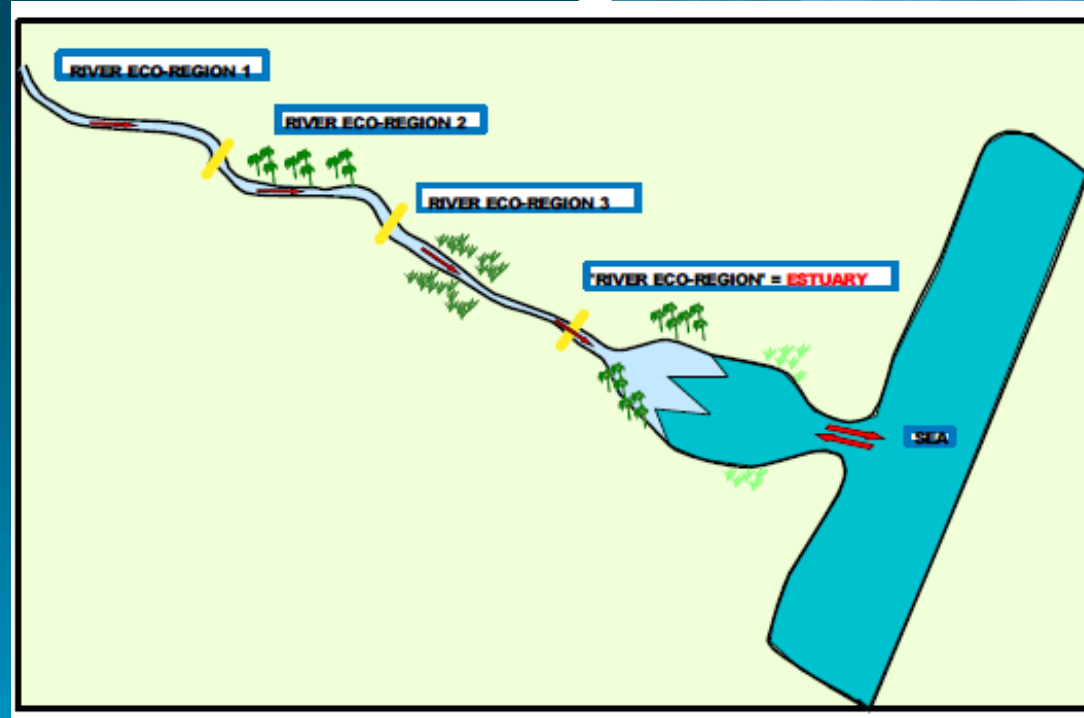 RIVER ECO-REGION 1
RIVER ECO-REGION 2
RIVER ECO-REGION 3
"RIVER ECO-REGION" = ESTUARY
SEA